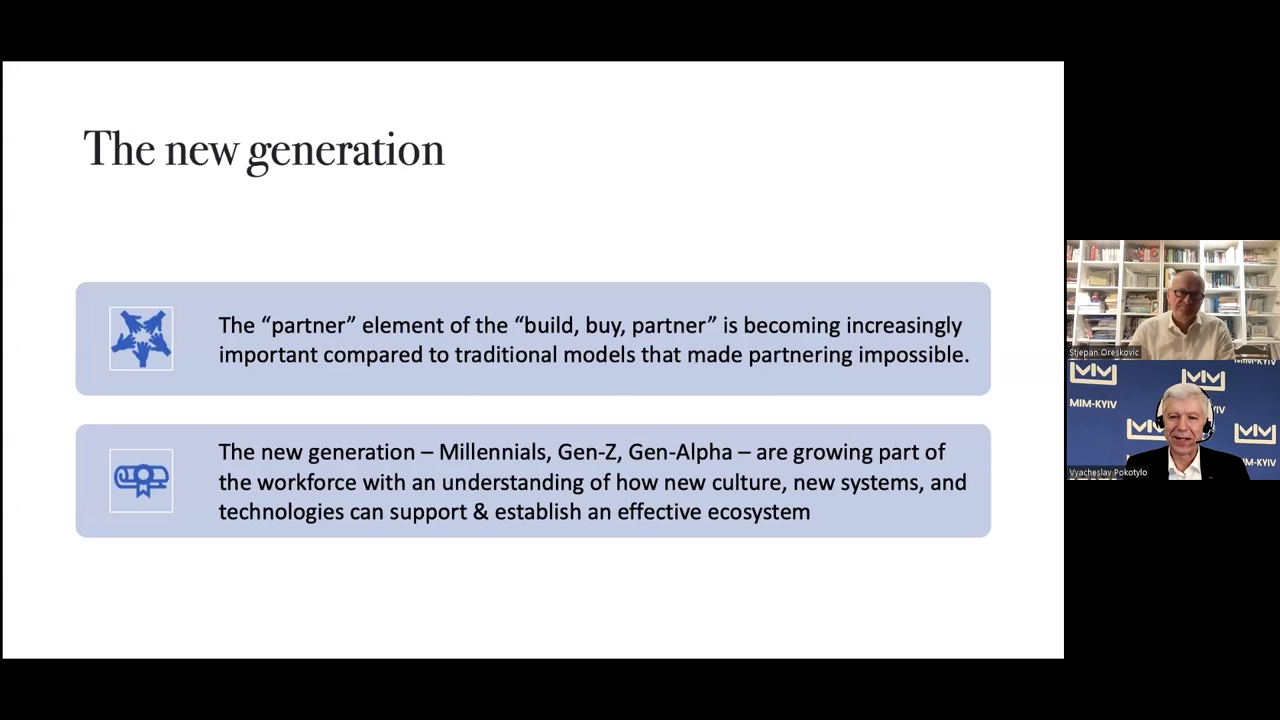 The new generation
The “partner” element of the “build, buy, partner” is becoming increasingly
important compared to traditional models that made partnering impossible.
The new generation – Millennials, Gen-Z, Gen-Alpha – are growing part of
the workforce with an understanding of how new culture, new systems, and
technologies can support & establish an effective ecosystem
Stjepan Oreskovic
MIM-KYIV
MIM-KYIV
Vyacheslav Pokotylo